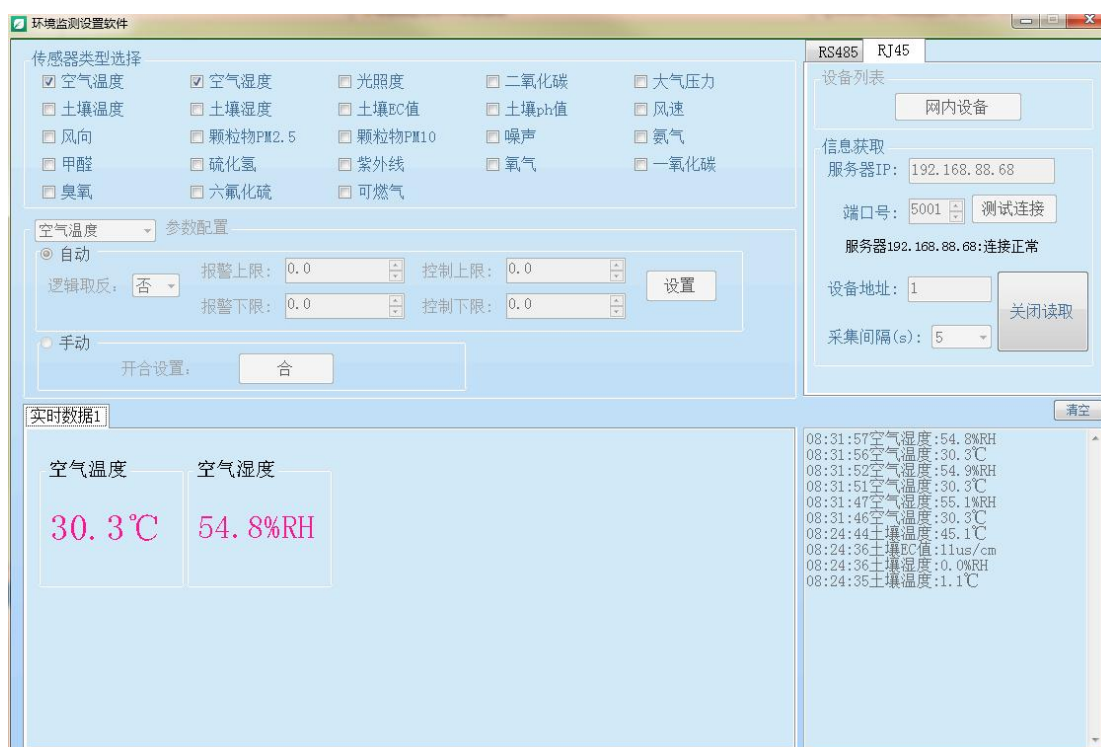 环境监测设置软件
传感器类型选择
空气温度 空气湿度 光照度 二氧化碳 大气压力
土壤温度 土壤湿度 土壤EC值 土壤ph值 风速
风向 颗粒物PM2.5 颗粒物PM10 噪声 氨气
甲醛 硫化氢 紫外线 氧气 一氧化碳
臭氧 六氟化硫 可燃气
空气温度 参数配置
自动
逻辑取反: 否
报警上限: 0.0 控制上限: 0.0
报警下限: 0.0 控制下限: 0.0
设置
手动
开合设置: 合
RS485 RJ45
设备列表
网内设备
信息获取
服务器IP: 192.168.88.68
端口号: 5001 测试连接
服务器192.168.88.68:连接正常
设备地址: 1
采集间隔(s): 5
关闭读取
实时数据1
空气温度 空气湿度
30.3℃ 54.8%RH
清空
08:31:57空气湿度:54.8%RH
08:31:56空气温度:30.3℃
08:31:52空气湿度:54.9%RH
08:31:51空气温度:30.3℃
08:31:47空气湿度:55.1%RH
08:31:46空气温度:30.3℃
08:24:44土壤温度:45.1℃
08:24:36土壤EC值:11us/cm
08:24:36土壤湿度:0.0%RH
08:24:35土壤温度:1.1℃